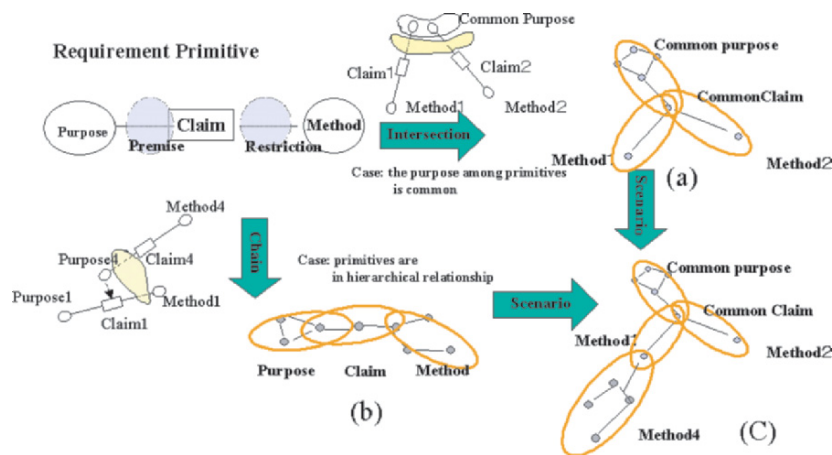 Requirement Primitive
Purpose
Premise
Claim
Restriction
Method
Common Purpose
Claim1
Claim2
Method1
Method2
Intersection
Case: the purpose among primitives
is common
Common purpose
CommonClaim
Method1
Method2
(a)
Scenario
Method4
Purpose4
Claim4
Purpose1
Method1
Claim1
Chain
Case: primitives are
in hierarchical relationship
Purpose
Claim
Method
(b)
Scenario
Common purpose
Common Claim
Method1
Method2
Method4
(C)